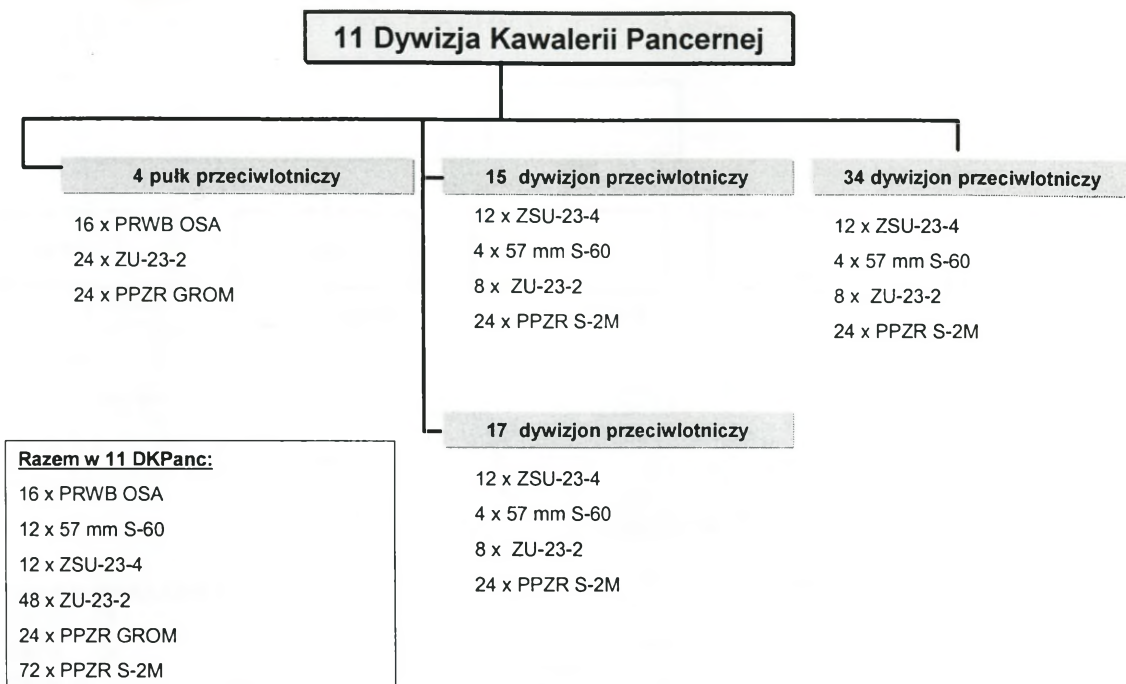 11 Dywizja Kawalerii Pancernej
4 pułk przeciwlotniczy
16 x PRWB OSA
24 x ZU-23-2
24 x PPZR GROM
15 dywizjon przeciwlotniczy
12 x ZSU-23-4
4 x 57 mm S-60
8 x ZU-23-2
24 x PPZR S-2M
34 dywizjon przeciwlotniczy
12 x ZSU-23-4
4 x 57 mm S-60
8 x ZU-23-2
24 x PPZR S-2M
17 dywizjon przeciwlotniczy
12 x ZSU-23-4
4 x 57 mm S-60
8 x ZU-23-2
24 x PPZR S-2M
Razem w 11 DKPanc:
16 x PRWB OSA
12 x 57 mm S-60
12 x ZSU-23-4
48 x ZU-23-2
24 x PPZR GROM
72 x PPZR S-2M